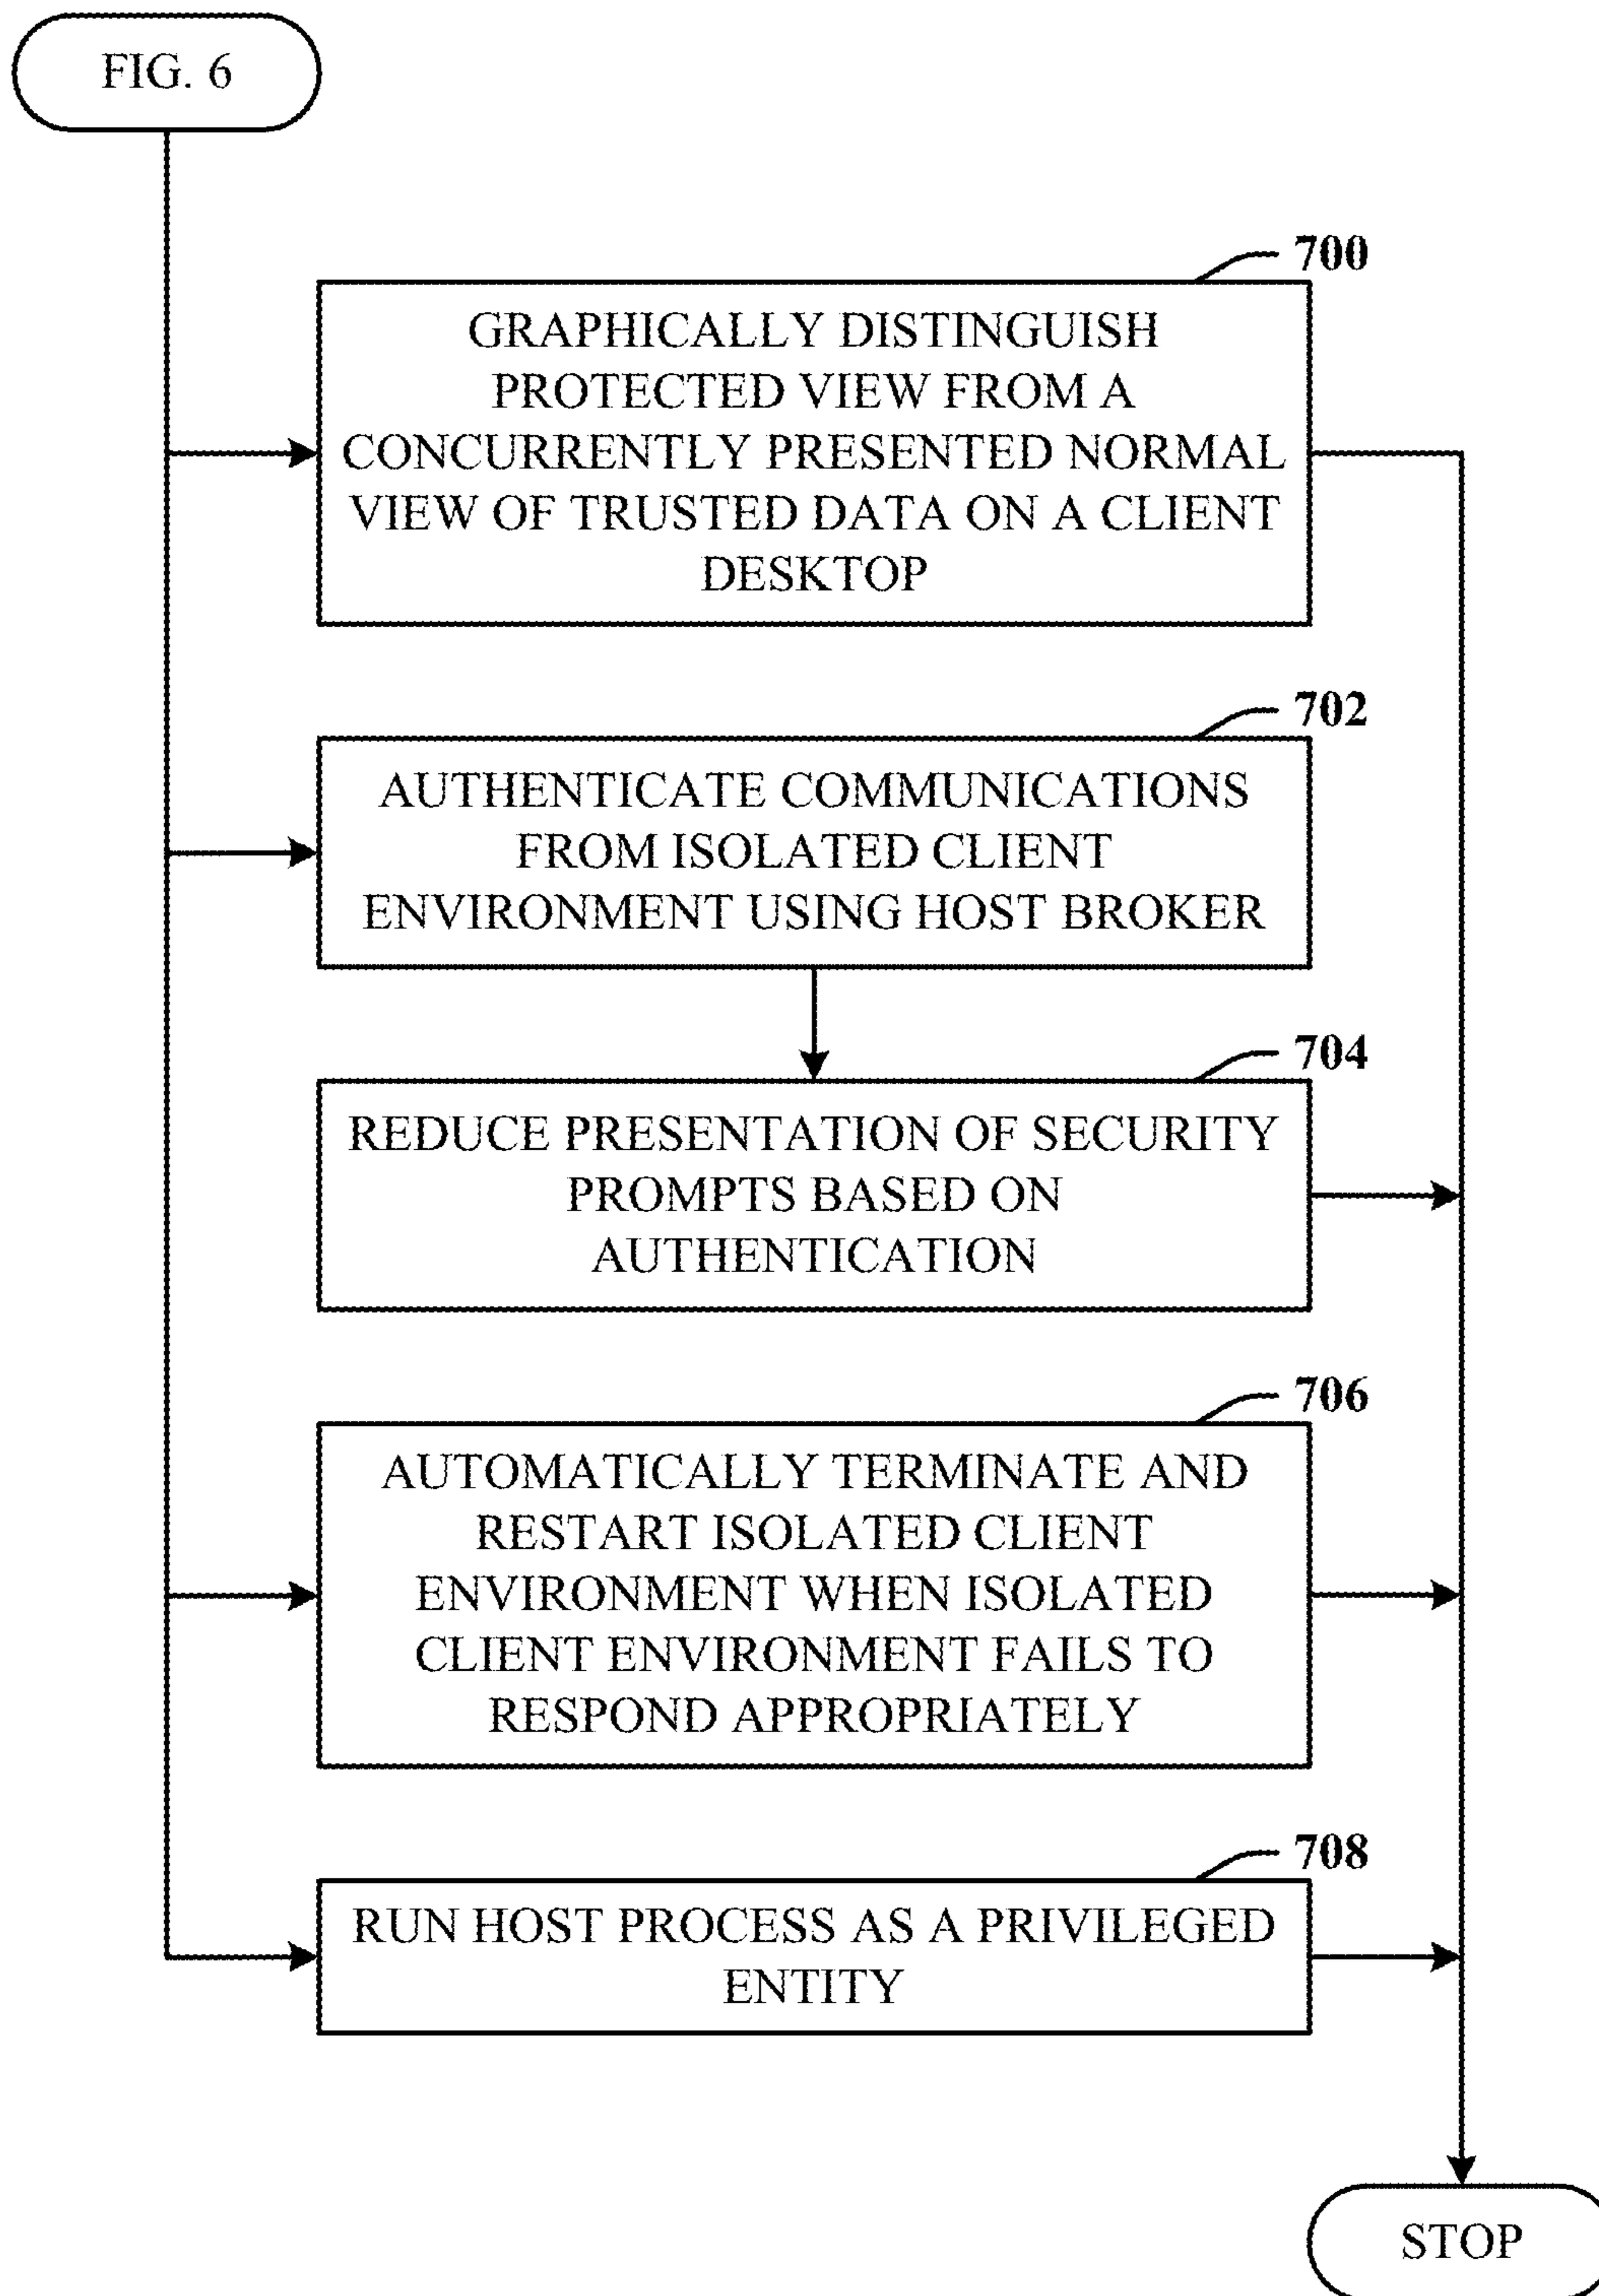 FIG. 6
700
GRAPHICALLY DISTINGUISH
PROTECTED VIEW FROM A
CONCURRENTLY PRESENTED NORMAL
VIEW OF TRUSTED DATA ON A CLIENT
DESKTOP
702
AUTHENTICATE COMMUNICATIONS
FROM ISOLATED CLIENT
ENVIRONMENT USING HOST BROKER
704
REDUCE PRESENTATION OF SECURITY
PROMPTS BASED ON
AUTHENTICATION
706
AUTOMATICALLY TERMINATE AND
RESTART ISOLATED CLIENT
ENVIRONMENT WHEN ISOLATED
CLIENT ENVIRONMENT FAILS TO
RESPOND APPROPRIATELY
708
RUN HOST PROCESS AS A PRIVILEGED
ENTITY
STOP